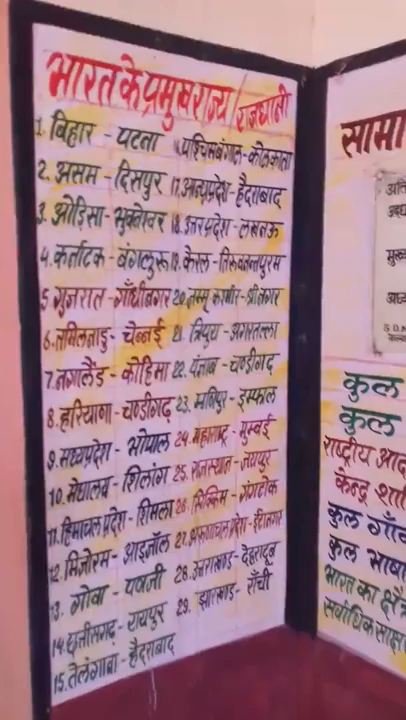 भारत के प्रमुख राज्य / राजधानी
1. बिहार - पटना
2. असम - दिसपुर
3. ओड़िसा - भुवनेश्वर
4. कर्नाटक - बंगलुरू
5 गुजरात - गाँधीनगर
6. तमिलनाडु - चेन्नई
7. नगालैंड - कोहिमा
8. हरियाणा - चण्डीगढ़
9. मध्यप्रदेश - भोपाल
10. मेघालय - शिलांग
11. हिमाचल प्रदेश - शिमला
12. मिजोरम - आइजॉल
13. गोवा - पणजी
14. छत्तीसगढ़ - रायपुर
15. तेलंगाना - हैदराबाद
पश्चिमबंगाल - कोलकाता
17. आन्ध्रप्रदेश - हैदराबाद
18. उत्तरप्रदेश - लखनऊ
19. केरल - तिरुवनन्तपुरम
20. जम्मू काश्मीर - श्रीनगर
21. त्रिपुरा - अगरतल्ला
22. पंजाब - चण्डीगढ़
23. मणिपुर - इम्फाल
24. महाराष्ट्र - मुम्बई
25. राजस्थान - जयपुर
26. सिक्किम - गंगटोक
27. अरुणाचल प्रदेश - ईटानगर
28. उत्तराखण्ड - देहरादून
29. झारखण्ड - राँची
सामा
कुल
कुल
राष्ट्रीय आद
केन्द्र शा
कुल गाँव
कुल भाषा
भारत का क्षे
सर्वाधिक साक्ष